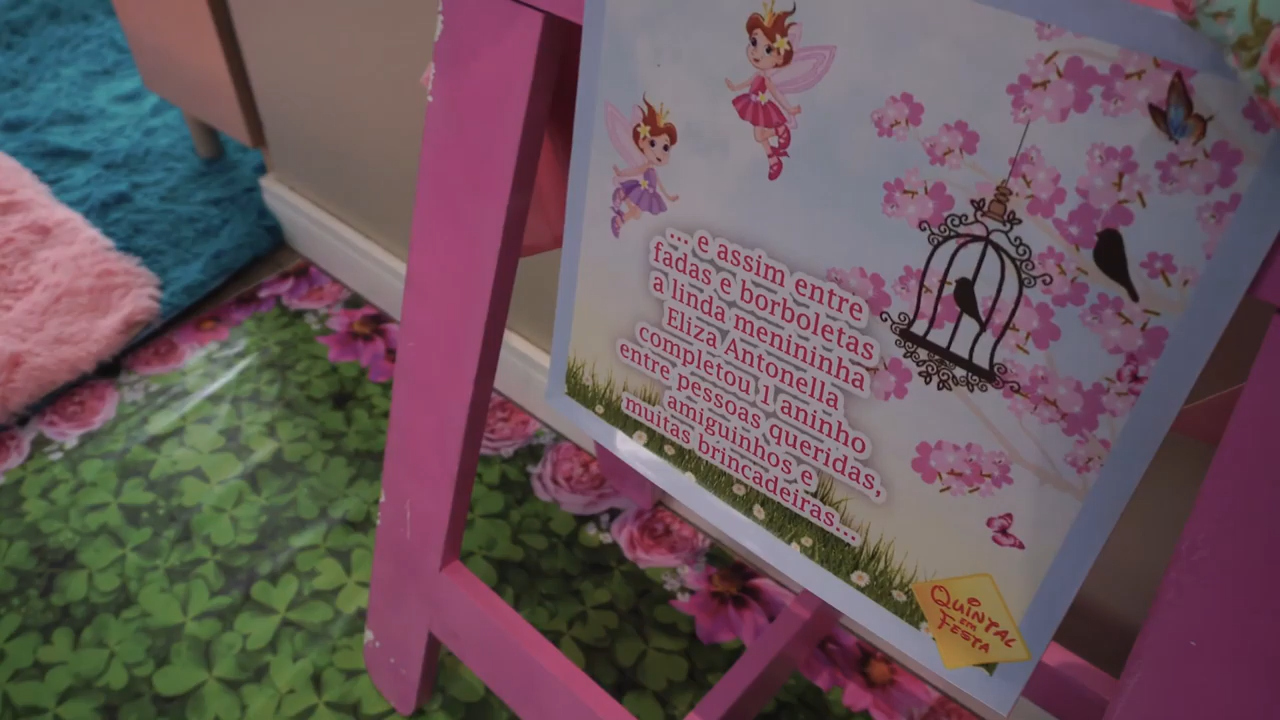 ... e assim entre
fadas e borboletas
a linda menininha
Eliza Antonella
completou 1 aninho
entre pessoas queridas,
amiguinhos e
muitas brincadeiras...
QUINTAL
EM
FESTA